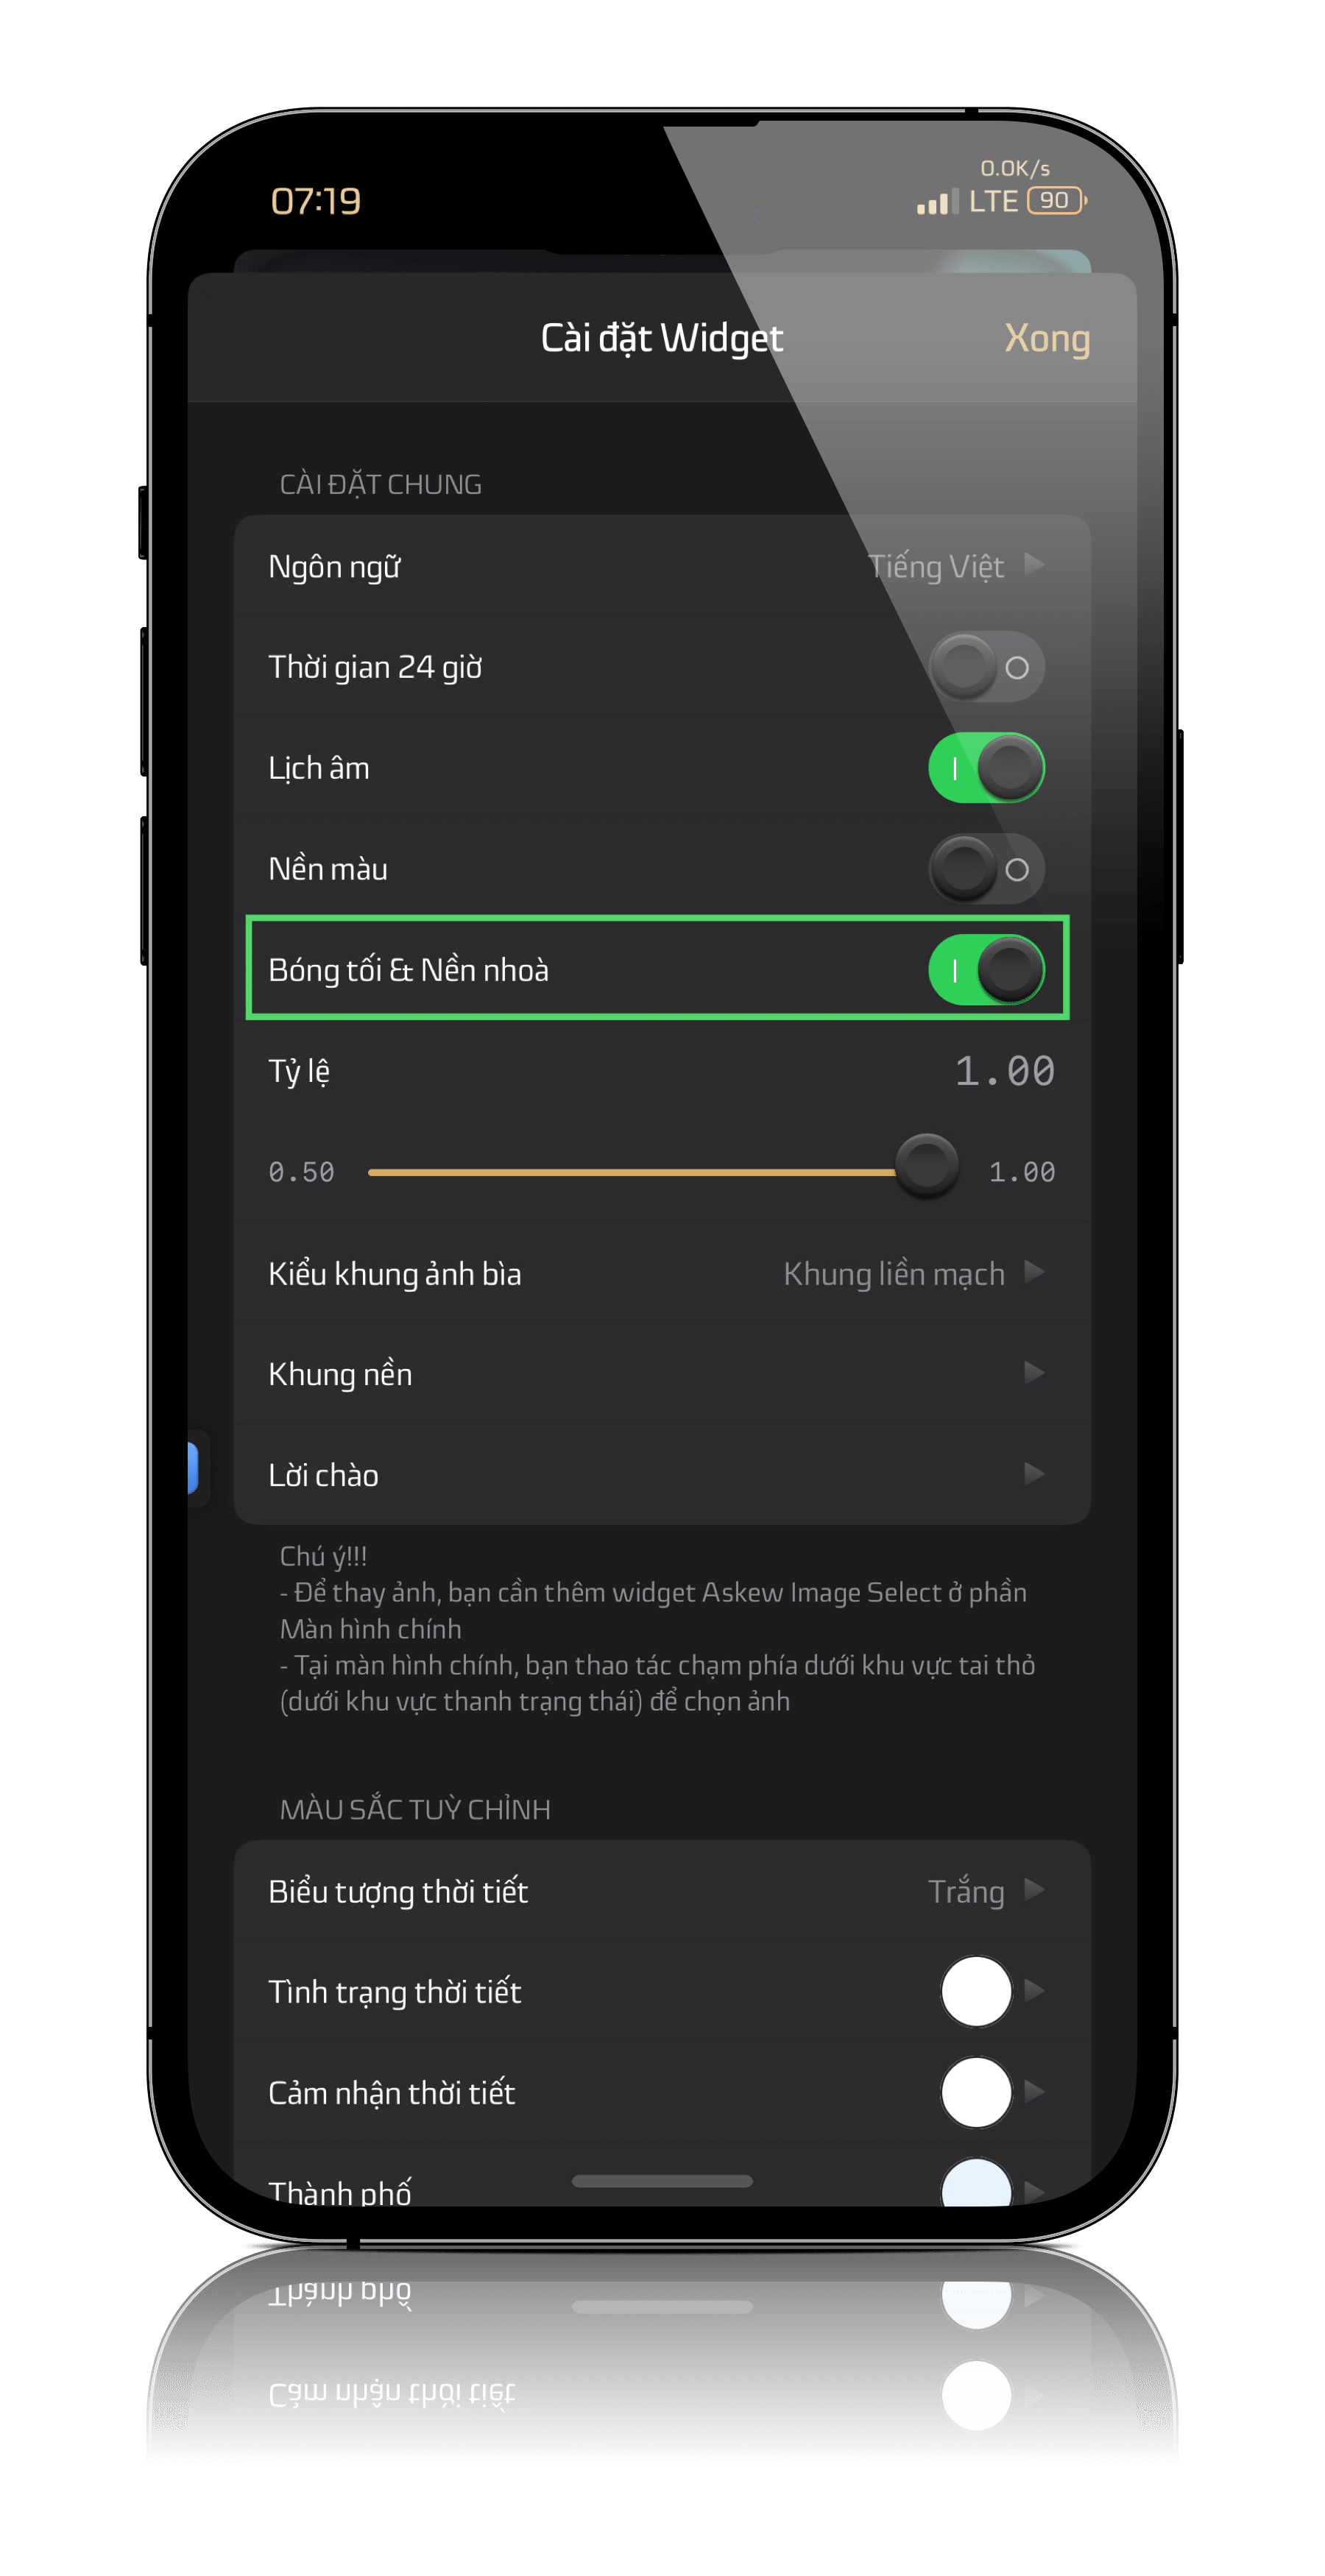 07:19
0.0K/s
LTE 90
Cài đặt Widget
Xong
CÀI ĐẶT CHUNG
Ngôn ngữ Tiếng Việt
Thời gian 24 giờ
Lịch âm
Nền màu
Bóng tối & Nền nhoà
Tỷ lệ 1.00
0.50 1.00
Kiểu khung ảnh bìa Khung liền mạch
Khung nền
Lời chào
Chú ý!!!
- Để thay ảnh, bạn cần thêm widget Askew Image Select ở phần
Màn hình chính
- Tại màn hình chính, bạn thao tác chạm phía dưới khu vực tai thỏ
(dưới khu vực thanh trạng thái) để chọn ảnh
MÀU SẮC TUỲ CHỈNH
Biểu tượng thời tiết Trắng
Tình trạng thời tiết
Cảm nhận thời tiết
Thành phố